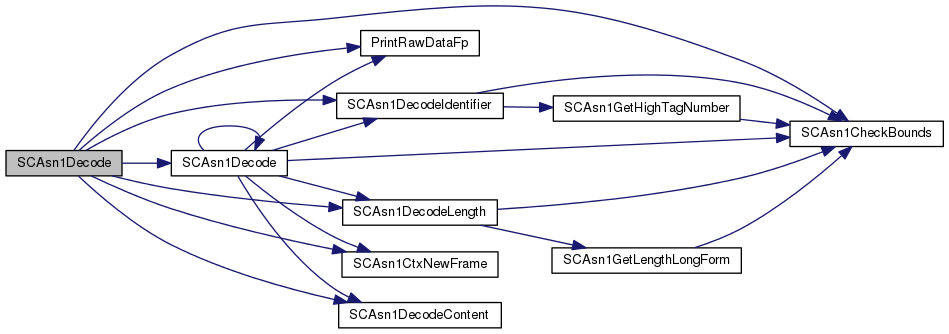 SCAsn1Decode
SCAsn1Decode
PrintRawDataFp
SCAsn1DecodeIdentifier
SCAsn1GetHighTagNumber
SCAsn1CheckBounds
SCAsn1DecodeLength
SCAsn1GetLengthLongForm
SCAsn1CtxNewFrame
SCAsn1DecodeContent